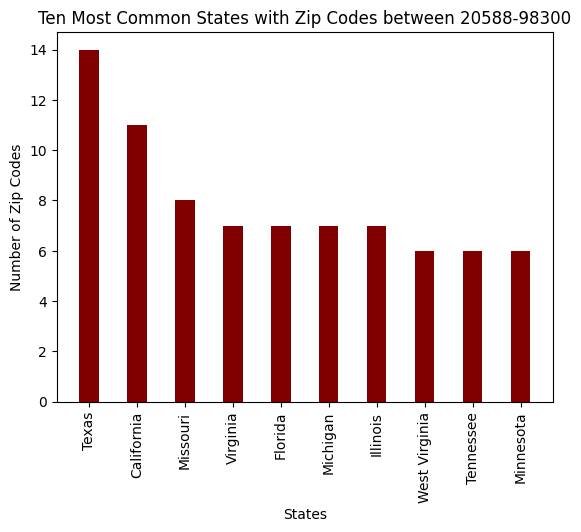 Ten Most Common States with Zip Codes between 20588-98300
14
12
10
8
6
4
2
0
Number of Zip Codes
Texas
California
Missouri
Virginia
Florida
Michigan
Illinois
West Virginia
Tennessee
Minnesota
States